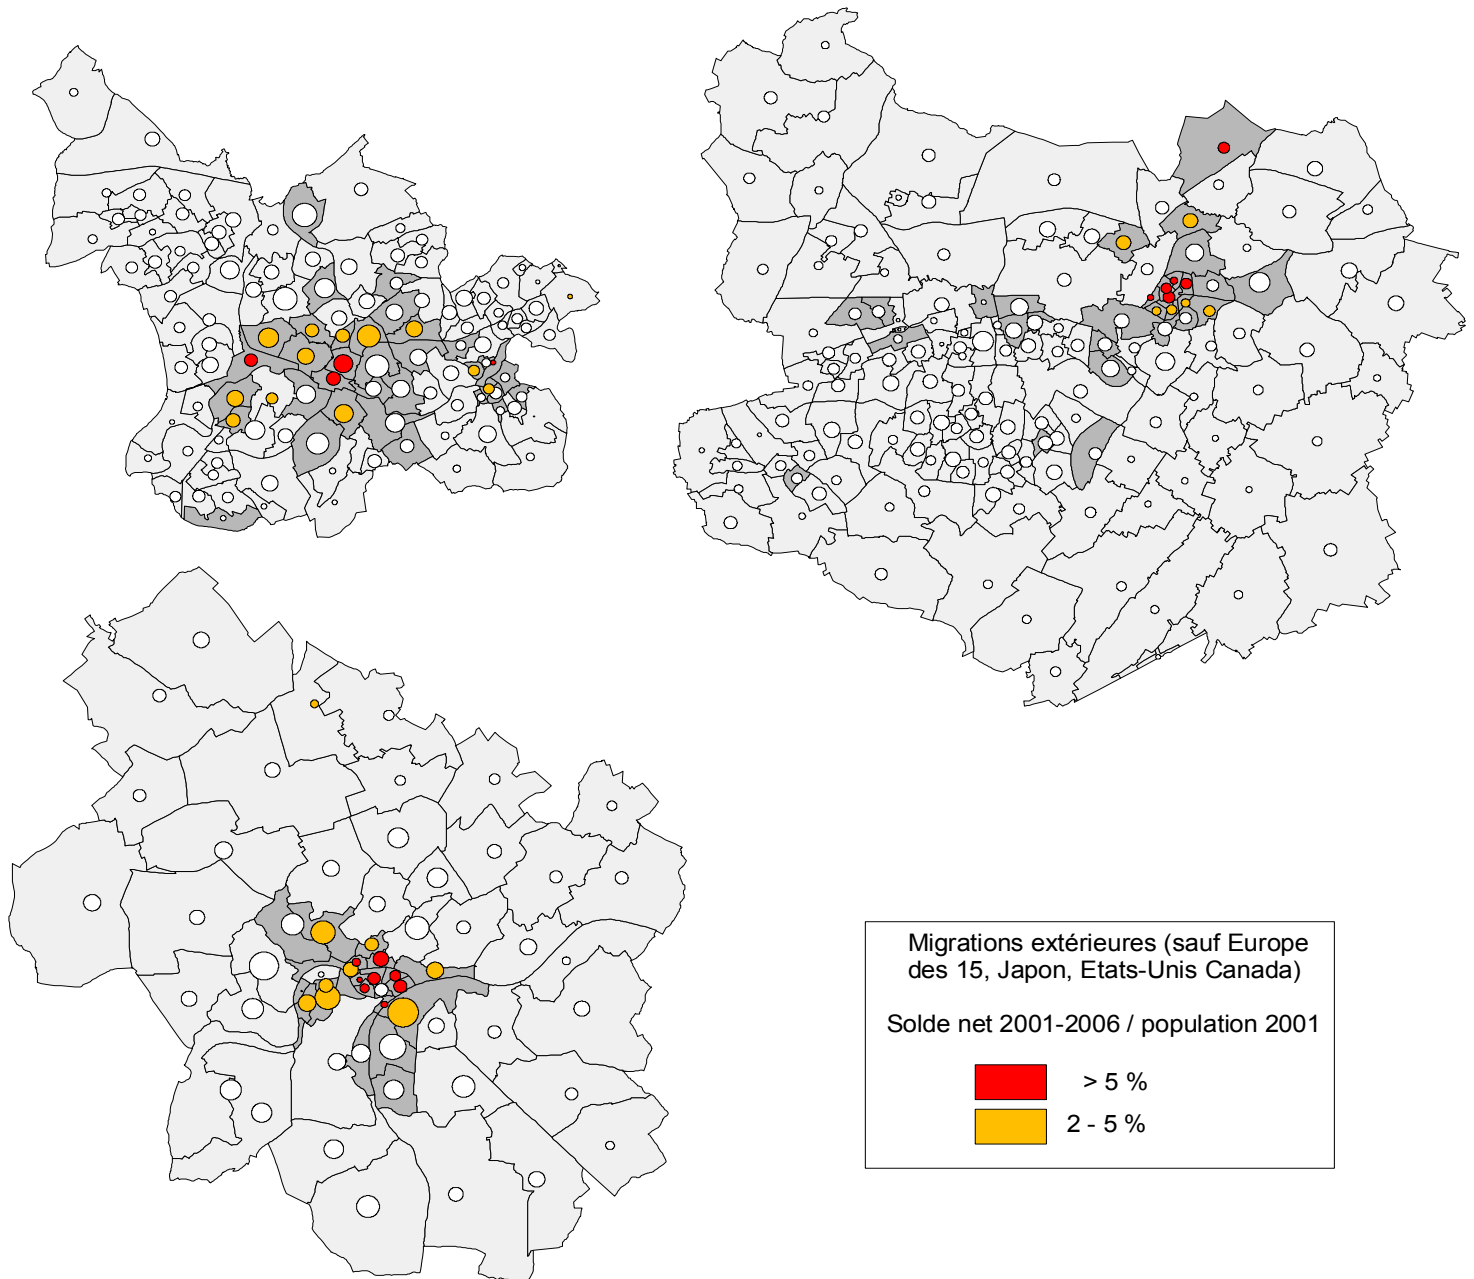 Migrations extérieures (sauf Europe
des 15, Japon, Etats-Unis Canada)
Solde net 2001-2006 / population 2001
> 5 %
2 - 5 %